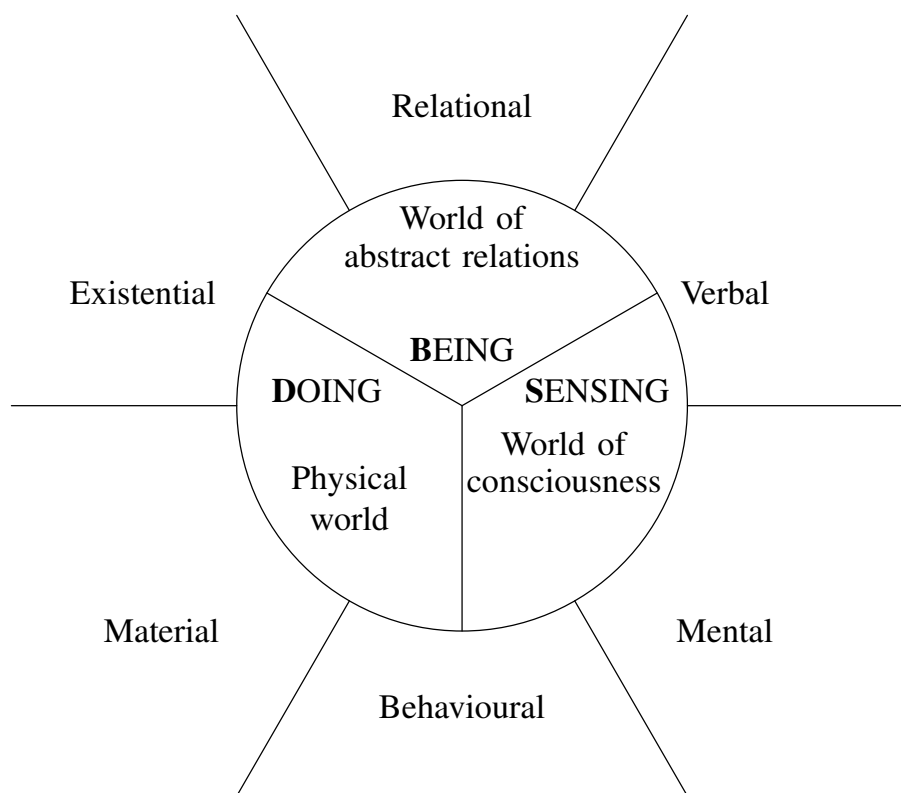 Relational
World of
abstract relations
Existential
Verbal
BEING
DOING
SENSING
World of
consciousness
Physical
world
Material
Mental
Behavioural